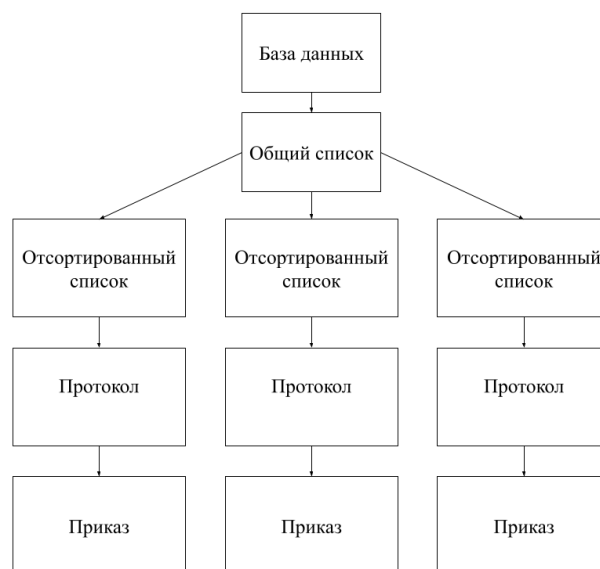 База данных
Общий список
Отсортированный
список
Отсортированный
список
Отсортированный
список
Протокол
Протокол
Протокол
Приказ
Приказ
Приказ